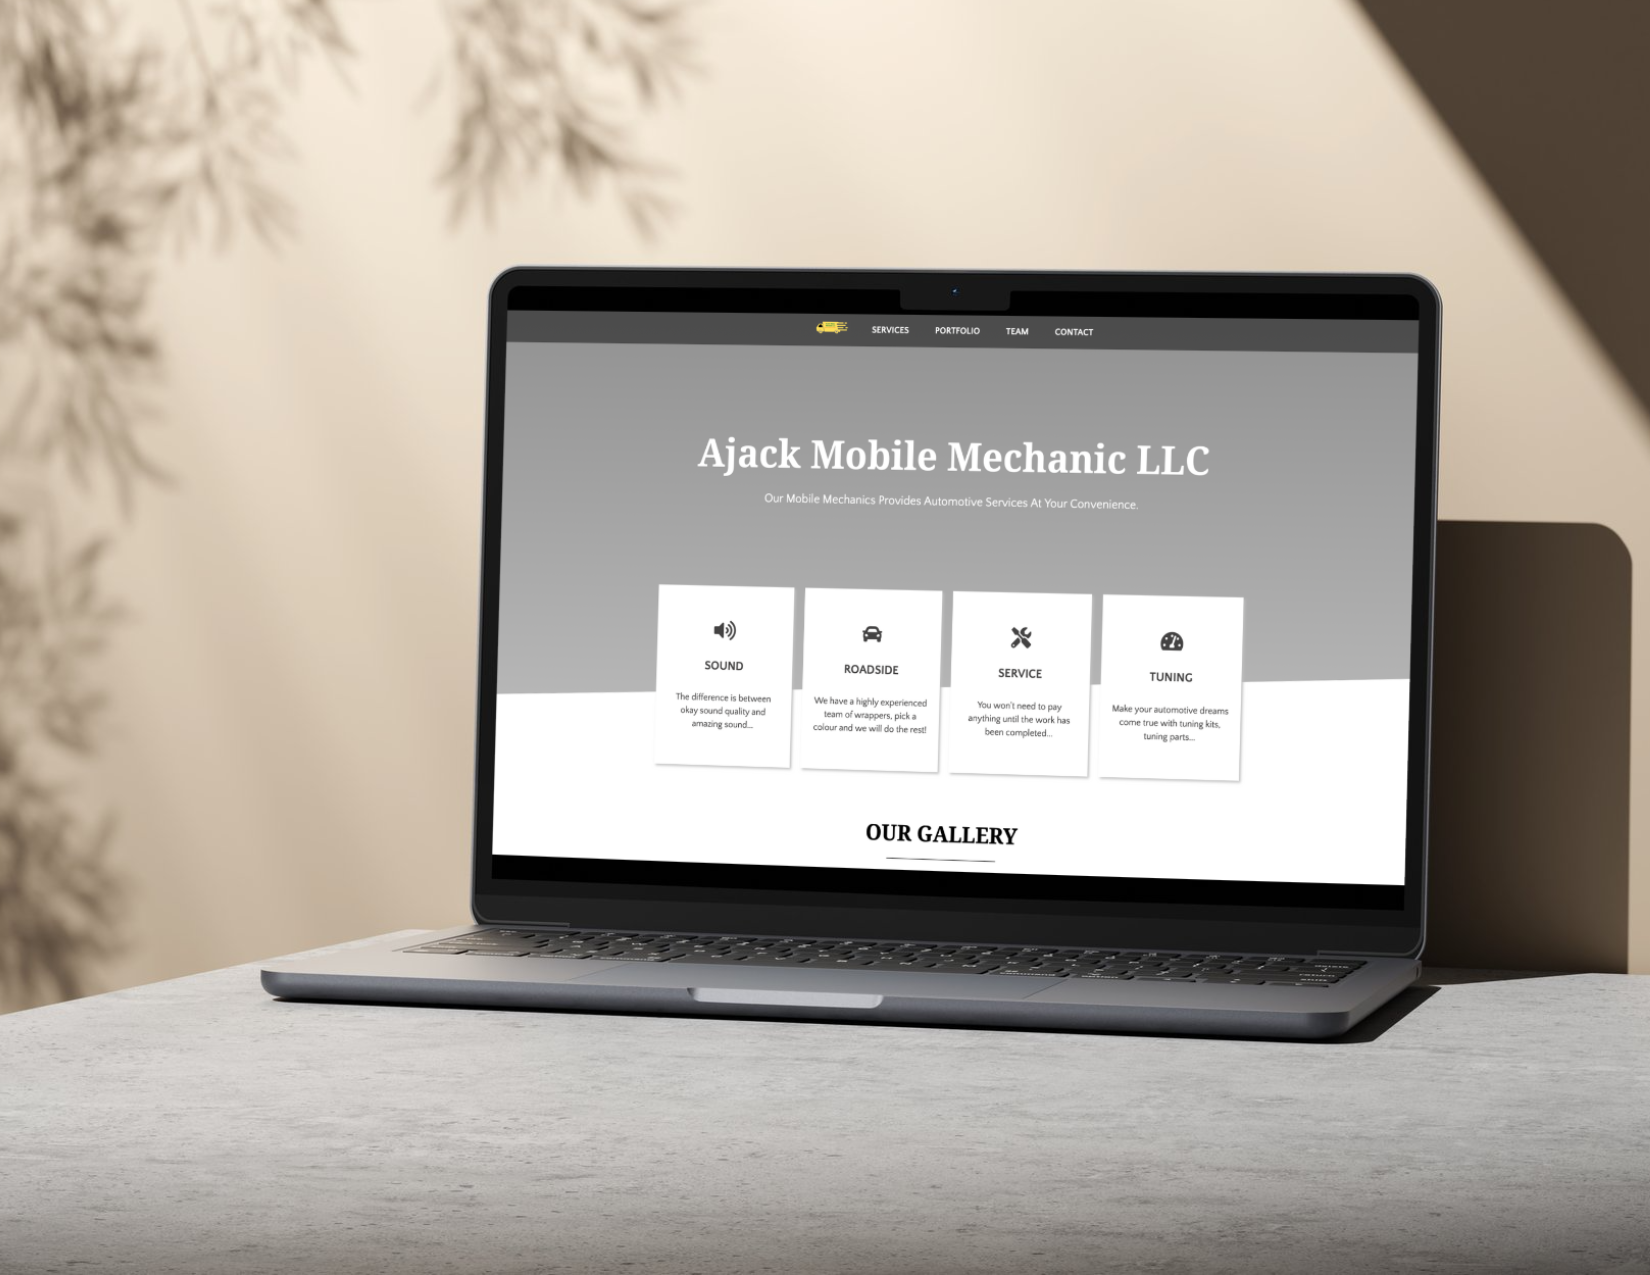 SERVICES PORTFOLIO TEAM CONTACT
Ajack Mobile Mechanic LLC
Our Mobile Mechanics Provides Automotive Services At Your Convenience.
SOUND
The difference is between
okay sound quality and
amazing sound...
ROADSIDE
We have a highly experienced
team of wrappers, pick a
colour and we will do the rest!
SERVICE
You won't need to pay
anything until the work has
been completed...
TUNING
Make your automotive dreams
come true with tuning kits,
tuning parts...
OUR GALLERY